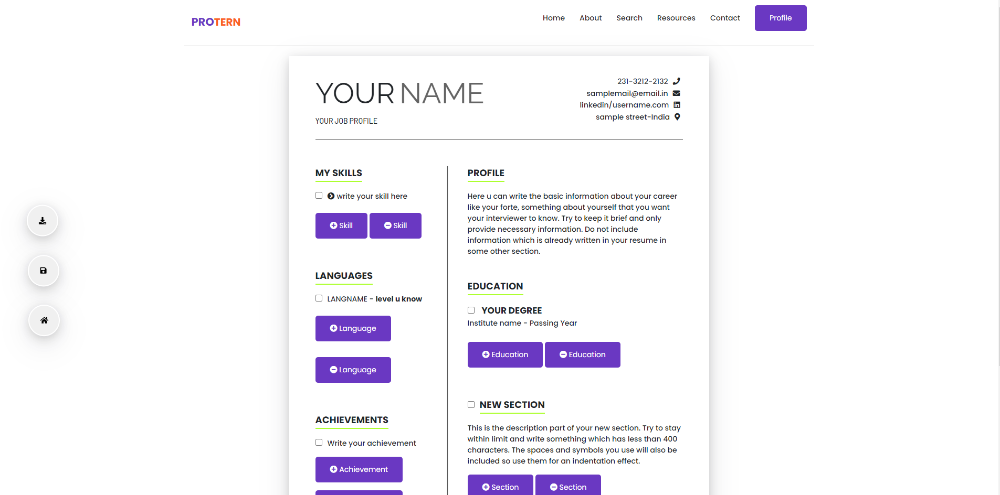 PROTERN
Home About Search Resources Contact Profile
YOUR NAME
YOUR JOB PROFILE
231-3212-2132
samplemail@email.in
linkedin/username.com
sample street-India
MY SKILLS
write your skill here
Skill Skill
LANGUAGES
LANGNAME - level u know
Language
Language
ACHIEVEMENTS
Write your achievement
Achievement
PROFILE
Here u can write the basic information about your career
like your forte, something about yourself that you want
your interviewer to know. Try to keep it brief and only
provide necessary information. Do not include
information which is already written in your resume in
some other section.
EDUCATION
YOUR DEGREE
Institute name - Passing Year
Education Education
NEW SECTION
This is the description part of your new section. Try to stay
within limit and write something which has less than 400
characters. The spaces and symbols you use will also be
included so use them for an indentation effect.
Section Section